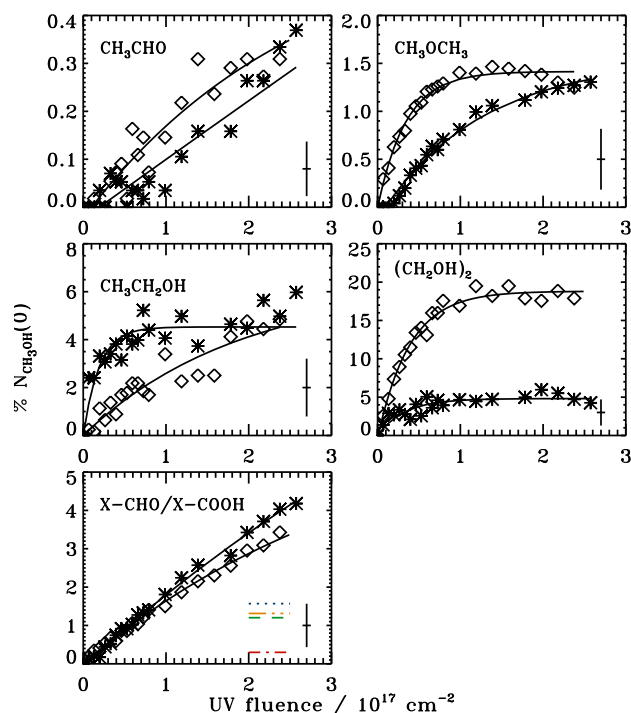 0.4
0.3
0.2
0.1
0.0
CH₃CHO
0 1 2 3
2.0
1.5
1.0
0.5
0.0
CH₃OCH₃
0 1 2 3
8
6
4
2
0
CH₃CH₂OH
0 1 2 3
25
20
15
10
5
0
(CH₂OH)₂
0 1 2 3
% N_CH₃OH(0)
5
4
3
2
1
0
X−CHO/X−COOH
0 1 2 3
UV fluence / 10¹⁷ cm⁻²